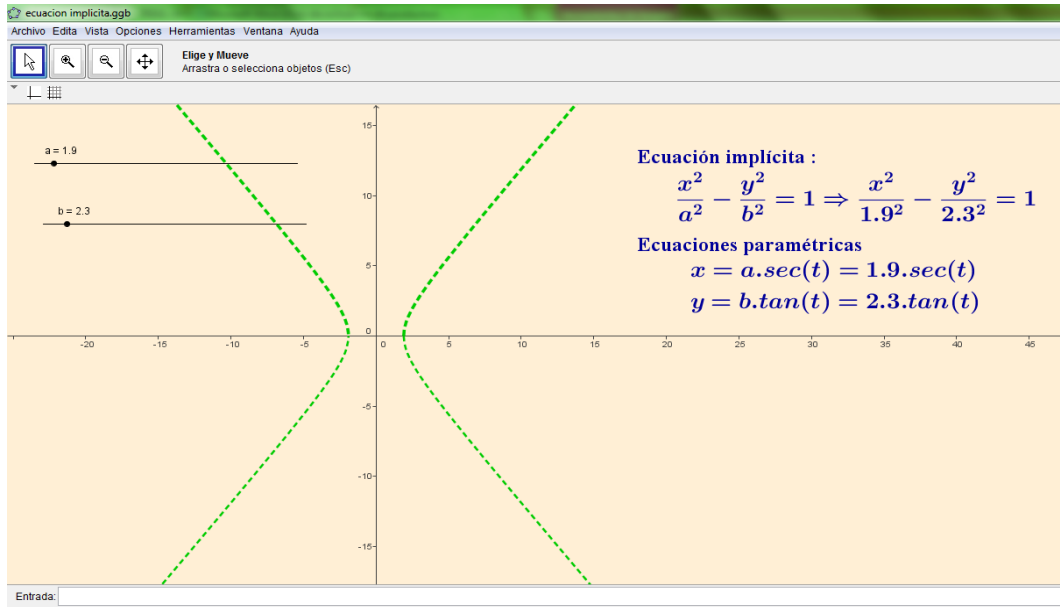 ecuacion implicita.ggb
Archivo Edita Vista Opciones Herramientas Ventana Ayuda
Elige y Mueve
Arrastra o selecciona objetos (Esc)
a = 1.9
b = 2.3
Ecuación implícita :
x²/a² − y²/b² = 1 ⇒ x²/1.9² − y²/2.3² = 1
Ecuaciones paramétricas
x = a.sec(t) = 1.9.sec(t)
y = b.tan(t) = 2.3.tan(t)
15
10
5
0
-20 -15 -10 -5 0 5 10 15 20 25 30 35 40 45
-5
-10
-15
Entrada: